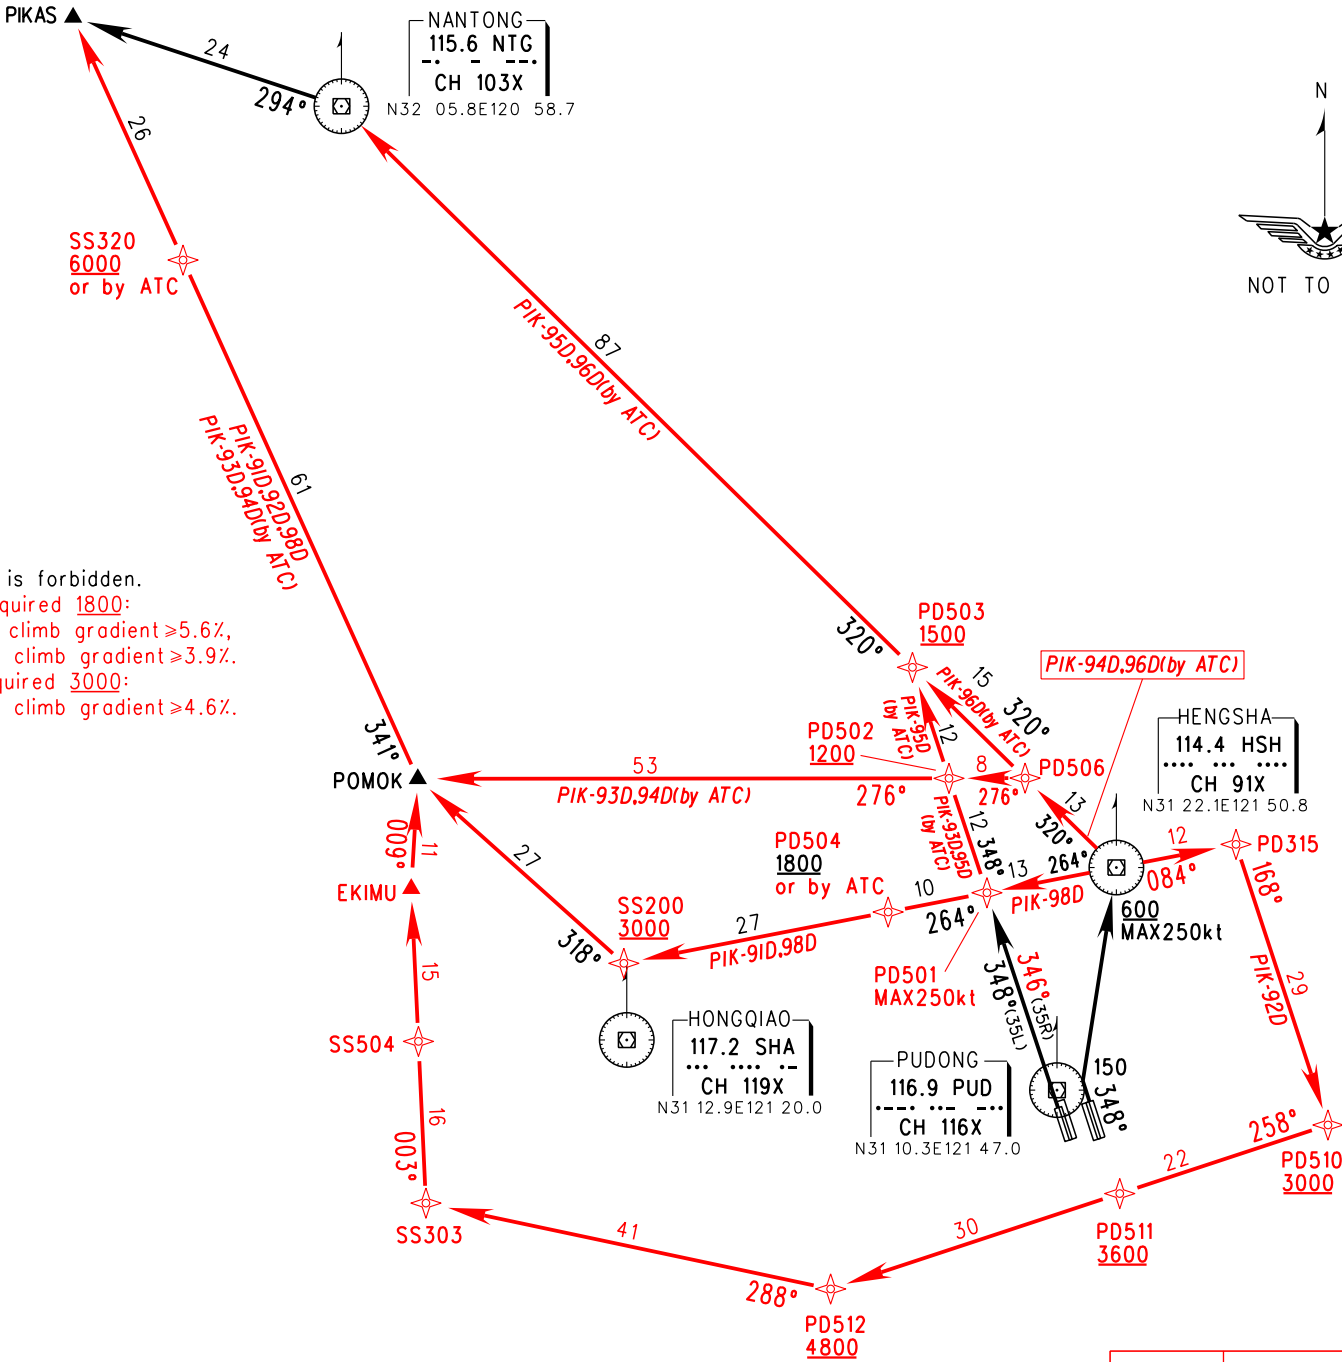 PIKAS
24
294°
NANTONG
115.6 NTG
CH 103X
N32 05.8E120 58.7
N
NOT TO
26
SS320
6000
or by ATC
PIK-95D,96D(by ATC)
87
PIK-91D,92D,98D
PIK-93D,94D(by ATC)
61
is forbidden.
quired 1800:
climb gradient≥5.6%,
climb gradient≥3.9%.
quired 3000:
climb gradient≥4.6%.
341°
POMOK
320°
PD503
1500
15
PIK-96D(by ATC)
320°
PIK-94D,96D(by ATC)
PIK-95D
(by ATC)
12
PD502
1200
53
PIK-93D,94D(by ATC)
276°
8
276°
PD506
13
320°
HENGSHA
114.4 HSH
CH 91X
N31 22.1E121 50.8
PIK-93D,95D
(by ATC)
12
348°
13
264°
PIK-98D
12
084°
PD315
168°
600
MAX250kt
009°
11
EKIMU
27
PD504
1800
or by ATC
10
264°
27
PIK-91D,98D
SS200
3000
318°
PD501
MAX250kt
346°(35R)
348°(35L)
PIK-92D
29
15
SS504
HONGQIAO
117.2 SHA
CH 119X
N31 12.9E121 20.0
PUDONG
116.9 PUD
CH 116X
N31 10.3E121 47.0
150
348°
16
003°
SS303
41
288°
PD512
4800
30
PD511
3600
22
258°
PD510
3000